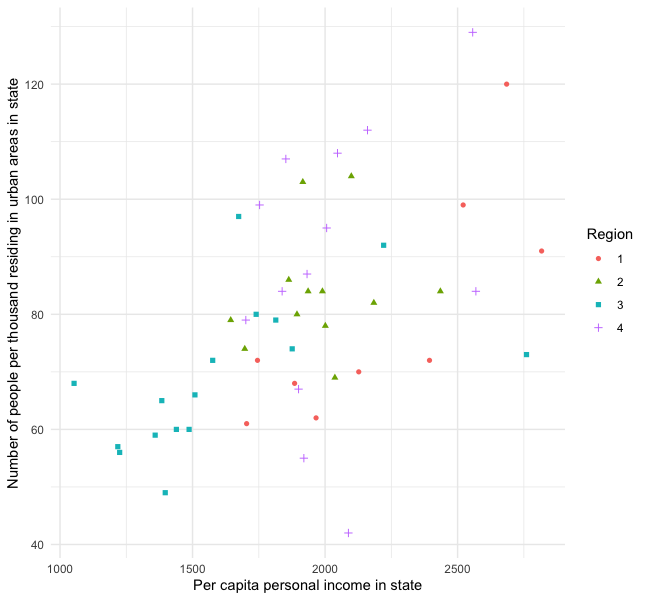 Number of people per thousand residing in urban areas in state
120
100
80
60
40
1000 1500 2000 2500
Per capita personal income in state
Region
1
2
3
4